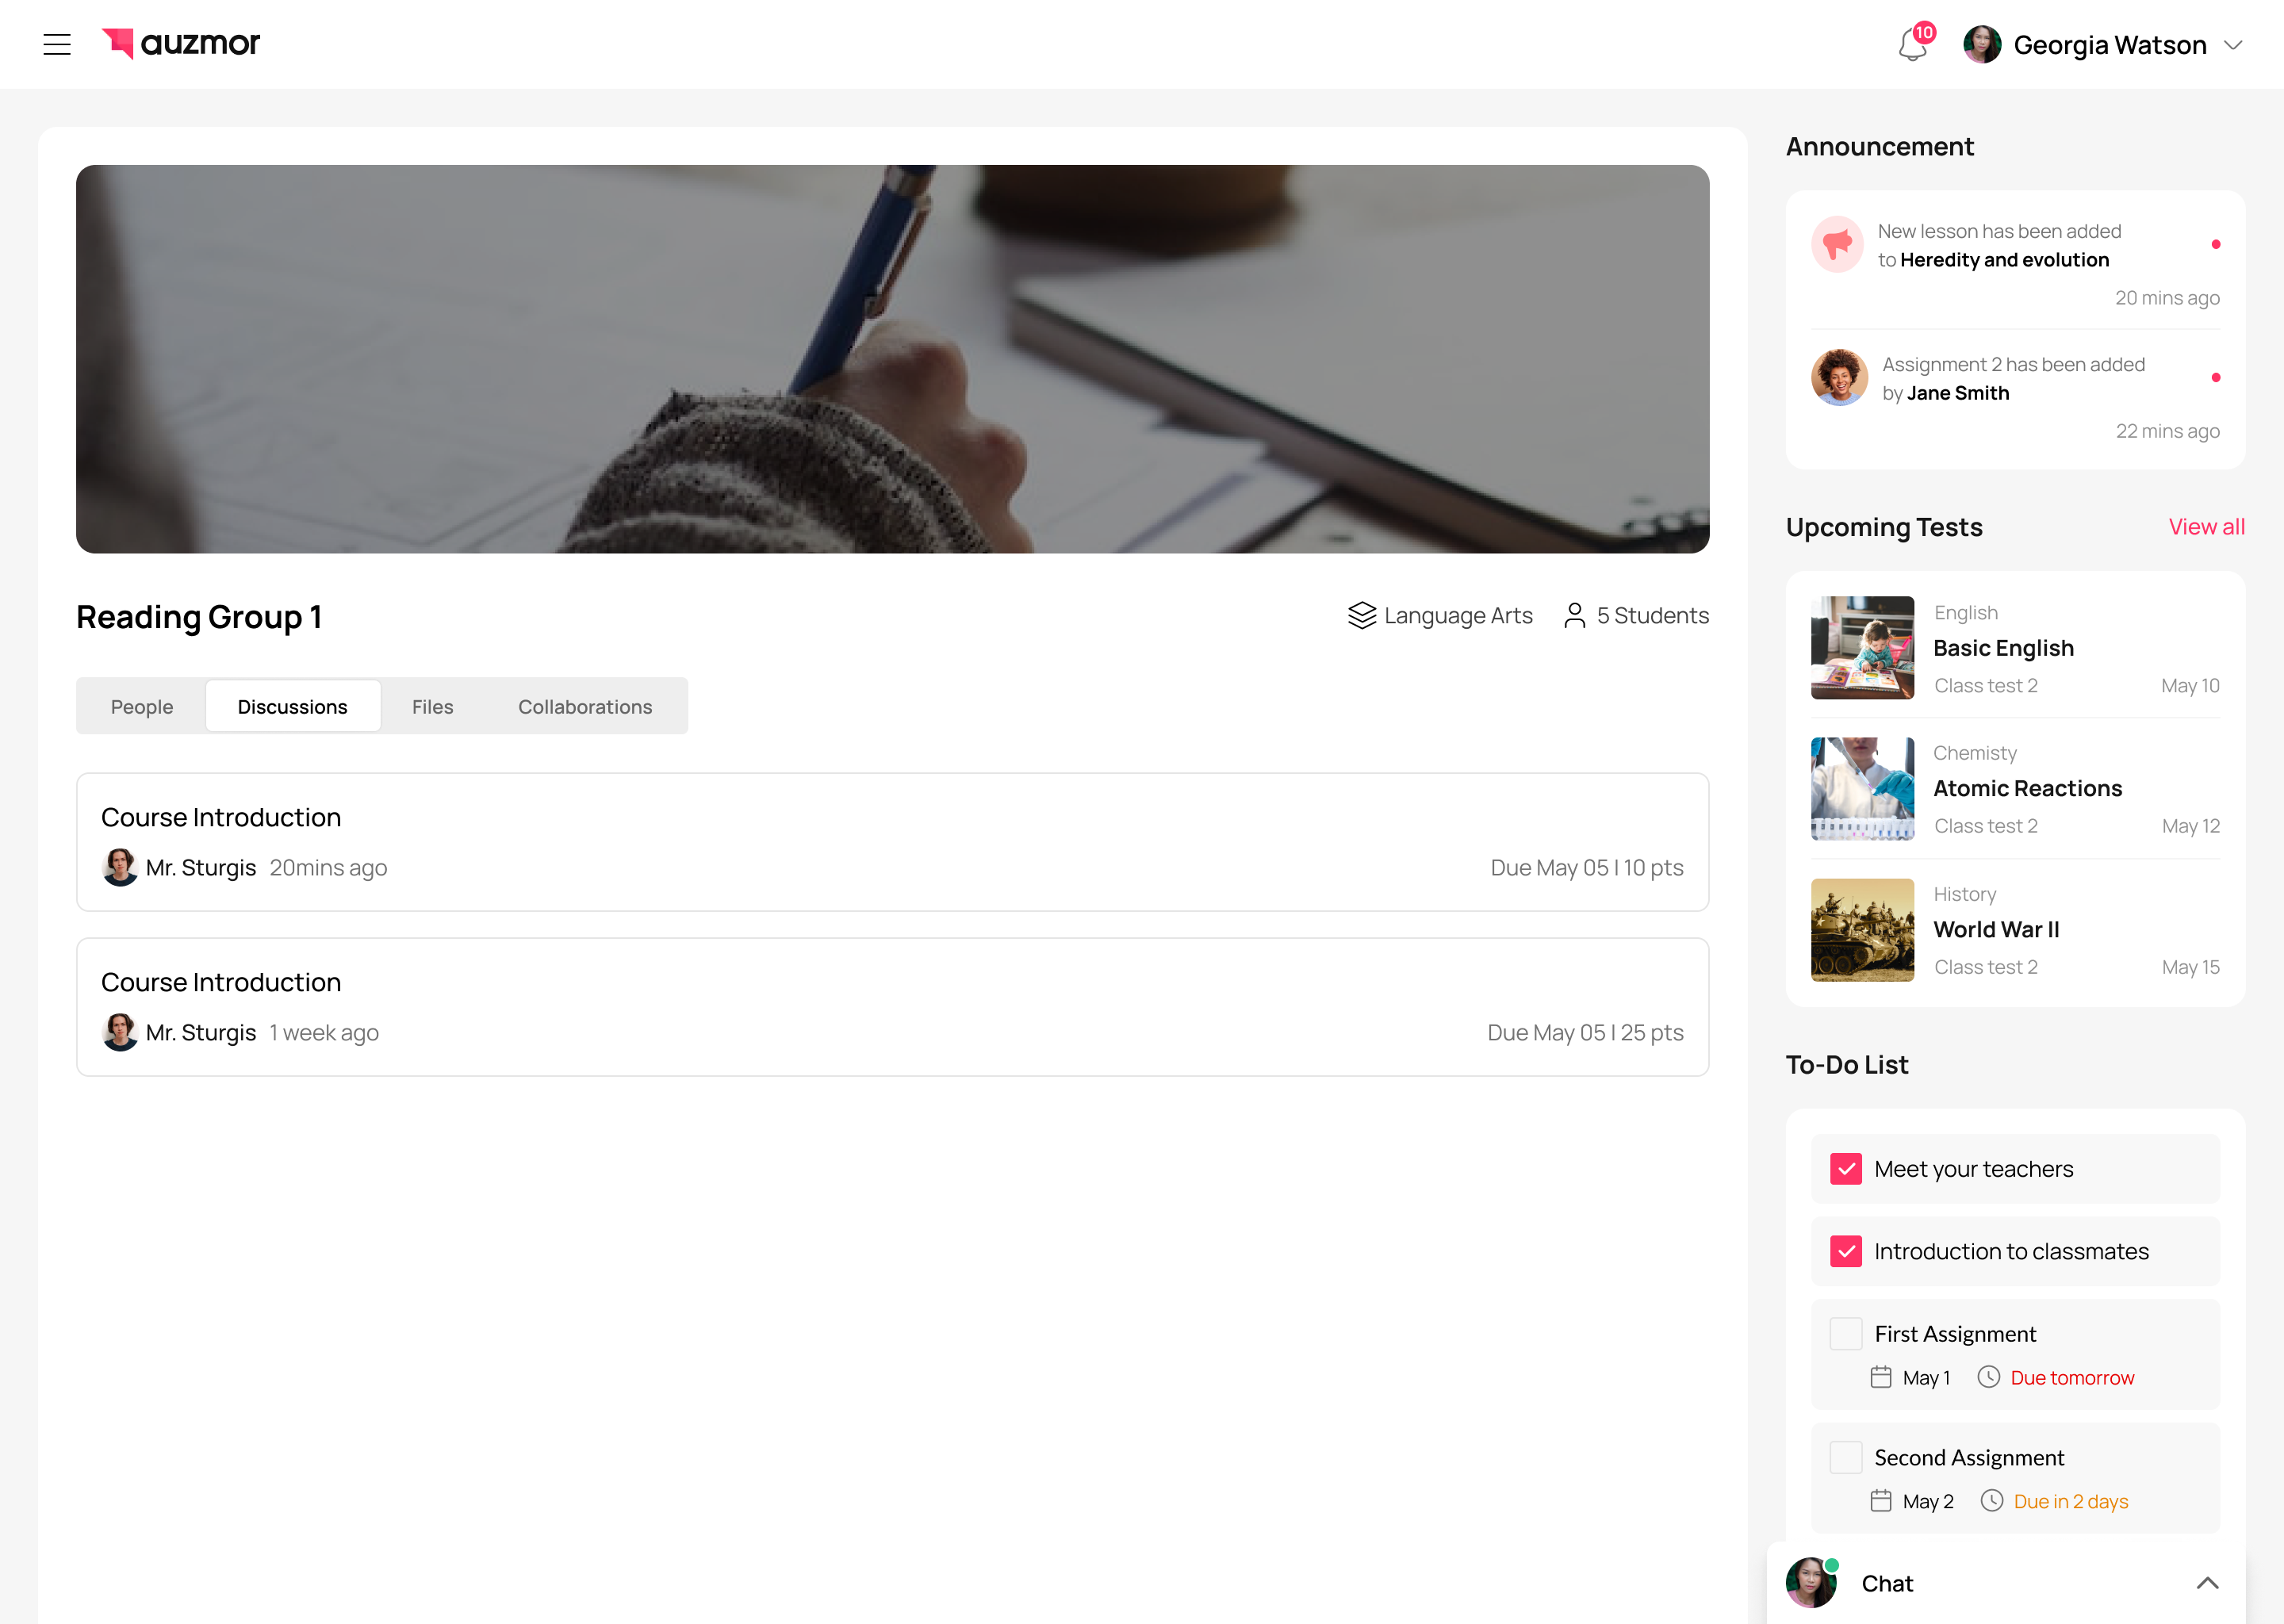 auzmor
10
Georgia Watson
Announcement
New lesson has been added
to Heredity and evolution
20 mins ago
Assignment 2 has been added
by Jane Smith
22 mins ago
Upcoming Tests
View all
English
Basic English
Class test 2
May 10
Chemisty
Atomic Reactions
Class test 2
May 12
History
World War II
Class test 2
May 15
To-Do List
Meet your teachers
Introduction to classmates
First Assignment
May 1
Due tomorrow
Second Assignment
May 2
Due in 2 days
Chat
Reading Group 1
Language Arts
5 Students
People
Discussions
Files
Collaborations
Course Introduction
Mr. Sturgis 20mins ago
Due May 05 | 10 pts
Course Introduction
Mr. Sturgis 1 week ago
Due May 05 | 25 pts